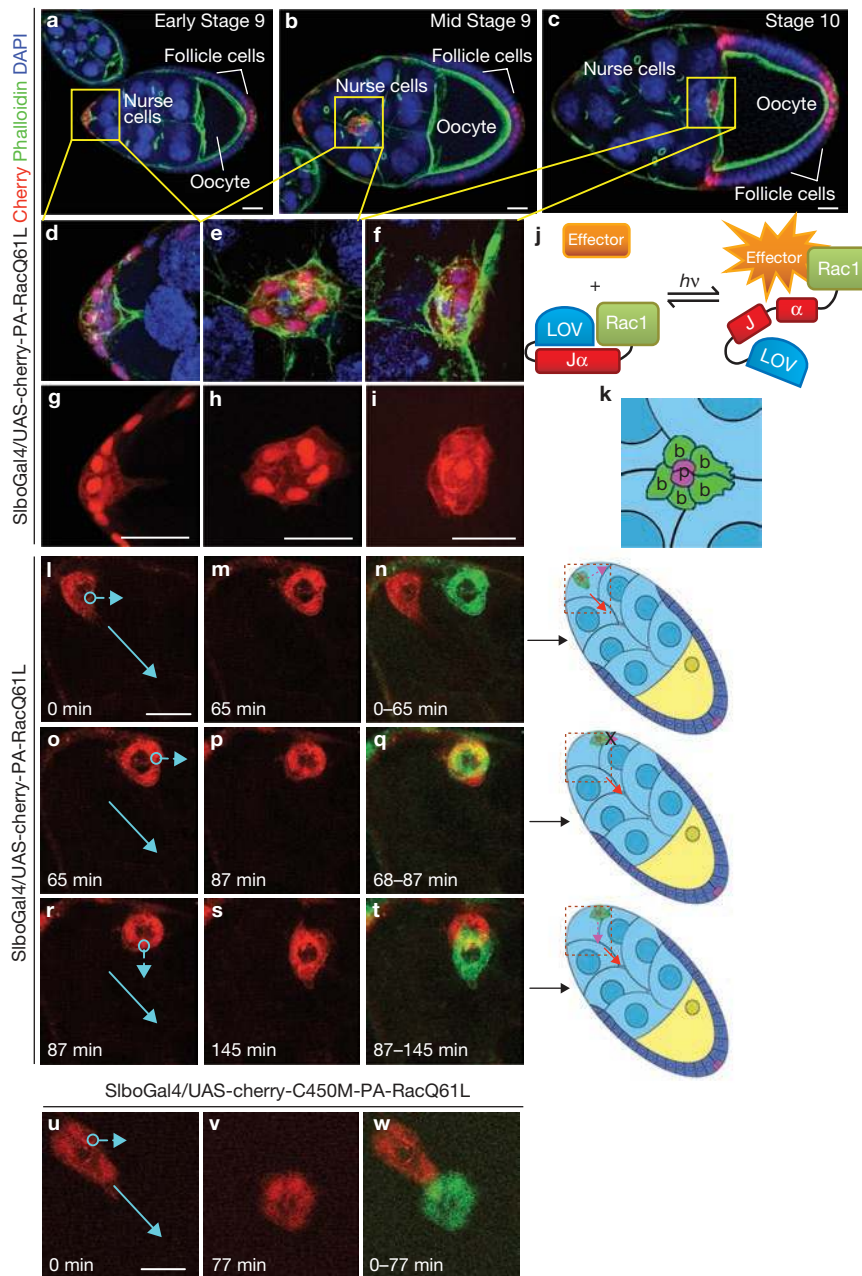 SlboGal4/UAS-cherry-PA-RacQ61L Cherry Phalloidin DAPI
a
Early Stage 9
Follicle cells
Nurse
cells
Oocyte
b
Mid Stage 9
Follicle cells
Nurse cells
Oocyte
c
Stage 10
Nurse cells
Oocyte
Follicle cells
d
e
f
j
Effector
+
LOV
Rac1
Jα
hν
Effector
Rac1
J
α
LOV
g
h
i
k
b
b
p
b
b
b
SlboGal4/UAS-cherry-PA-RacQ61L
l
0 min
m
65 min
n
0–65 min
o
65 min
p
87 min
q
68–87 min
X
r
87 min
s
145 min
t
87–145 min
SlboGal4/UAS-cherry-C450M-PA-RacQ61L
u
0 min
v
77 min
w
0–77 min